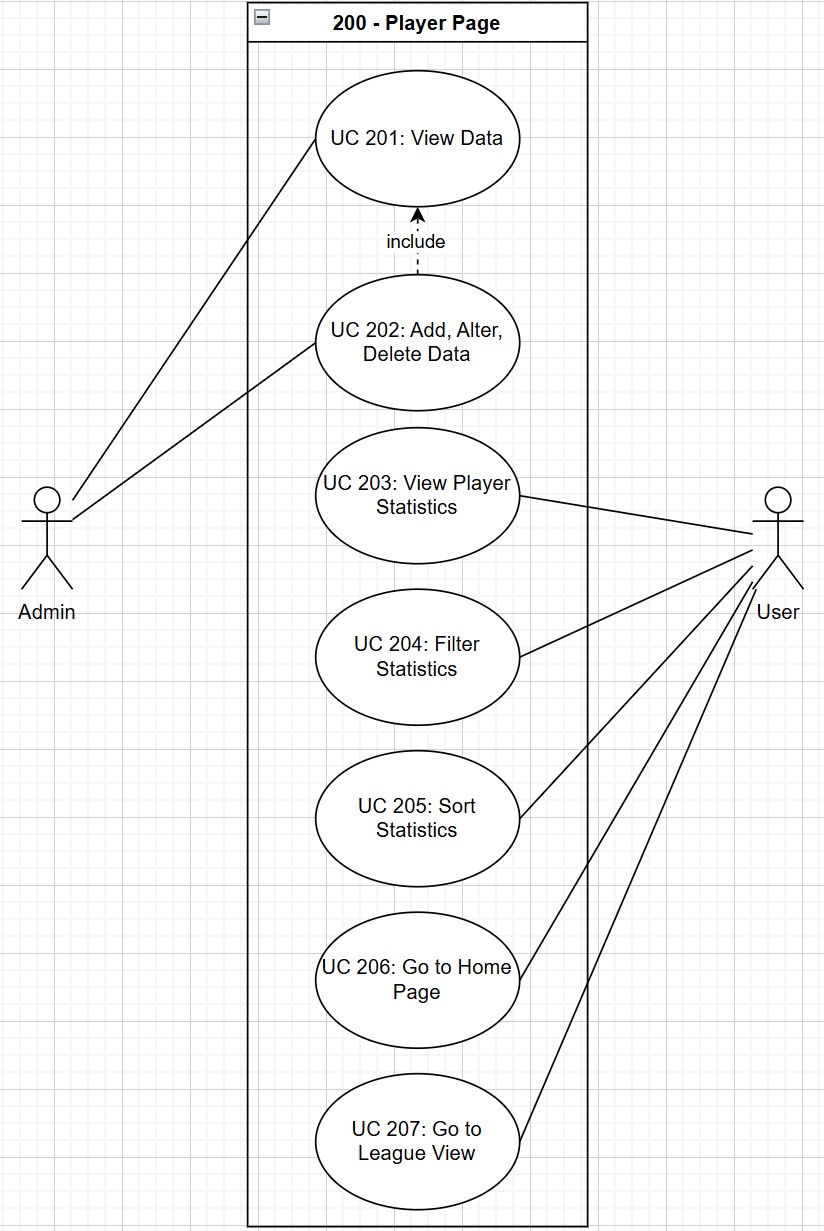 200 - Player Page
UC 201: View Data
include
UC 202: Add, Alter,
Delete Data
UC 203: View Player
Statistics
Admin
User
UC 204: Filter
Statistics
UC 205: Sort
Statistics
UC 206: Go to Home
Page
UC 207: Go to
League View